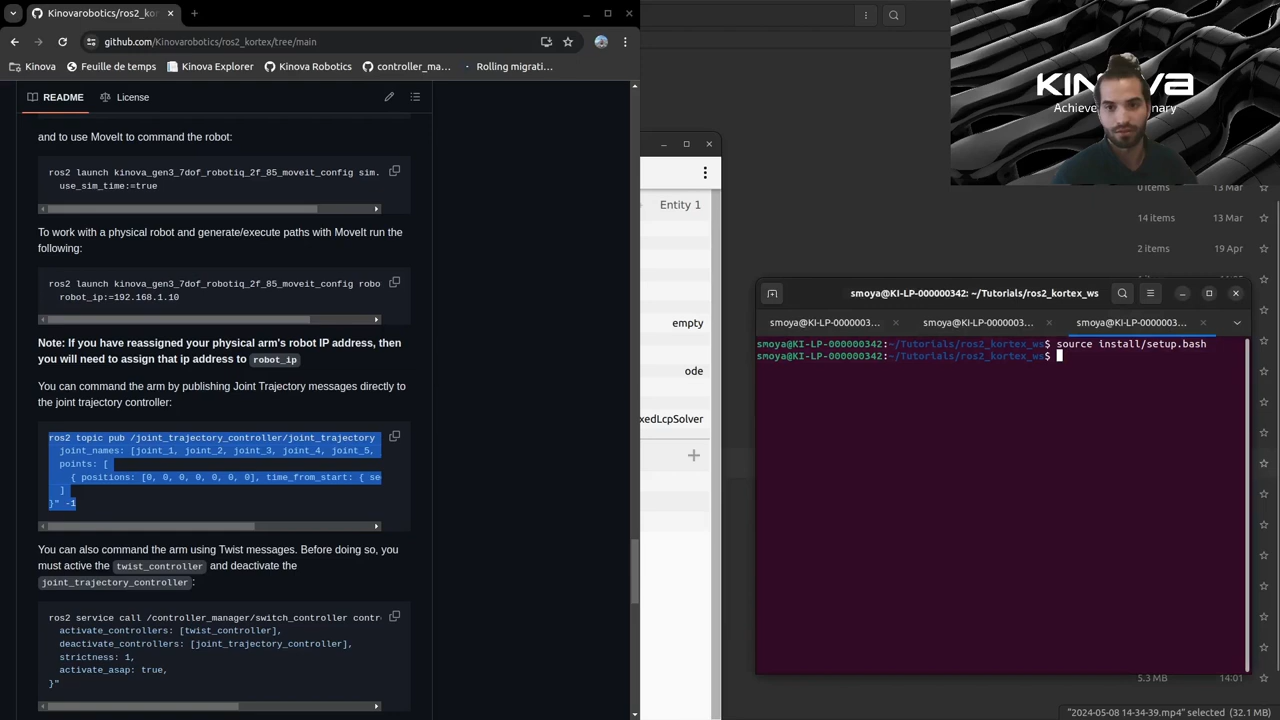 Kinovarobotics/ros2_kor
github.com/Kinovarobotics/ros2_kortex/tree/main
Kinova
Feuille de temps
Kinova Explorer
Kinova Robotics
controller_ma...
Rolling migrati...
README
License
and to use MoveIt to command the robot:
ros2 launch kinova_gen3_7dof_robotiq_2f_85_moveit_config sim.
use_sim_time:=true
To work with a physical robot and generate/execute paths with MoveIt run the
following:
ros2 launch kinova_gen3_7dof_robotiq_2f_85_moveit_config robo
robot_ip:=192.168.1.10
Note: If you have reassigned your physical arm's robot IP address, then
you will need to assign that ip address to robot_ip
You can command the arm by publishing Joint Trajectory messages directly to
the joint trajectory controller:
ros2 topic pub /joint_trajectory_controller/joint_trajectory
joint_names: [joint_1, joint_2, joint_3, joint_4, joint_5,
points: [
{ positions: [0, 0, 0, 0, 0, 0, 0], time_from_start: { se
]
}" -1
You can also command the arm using Twist messages. Before doing so, you
must active the twist_controller and deactivate the
joint_trajectory_controller:
ros2 service call /controller_manager/switch_controller contr
activate_controllers: [twist_controller],
deactivate_controllers: [joint_trajectory_controller],
strictness: 1,
activate_asap: true,
}"
Entity 1
empty
ode
xedLcpSolver
KINOVA
Achieve
0 items 13 Mar
14 items 13 Mar
2 items 19 Apr
smoya@KI-LP-000000342: ~/Tutorials/ros2_kortex_ws
smoya@KI-LP-0000003...
smoya@KI-LP-0000003...
smoya@KI-LP-0000003...
smoya@KI-LP-000000342:~/Tutorials/ros2_kortex_ws$ source install/setup.bash
smoya@KI-LP-000000342:~/Tutorials/ros2_kortex_ws$
5.3 MB 14:01
"2024-05-08 14-34-39.mp4" selected (32.1 MB)